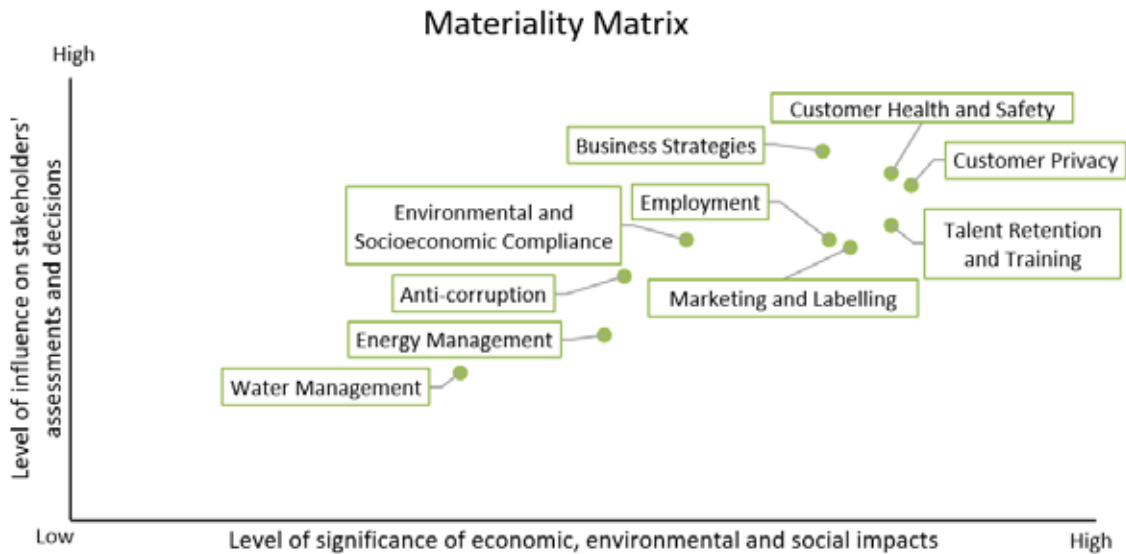 Materiality Matrix
High
Level of influence on stakeholders'
assessments and decisions
Customer Health and Safety
Business Strategies
Customer Privacy
Employment
Environmental and
Socioeconomic Compliance
Talent Retention
and Training
Anti-corruption
Marketing and Labelling
Energy Management
Water Management
Low
Level of significance of economic, environmental and social impacts
High